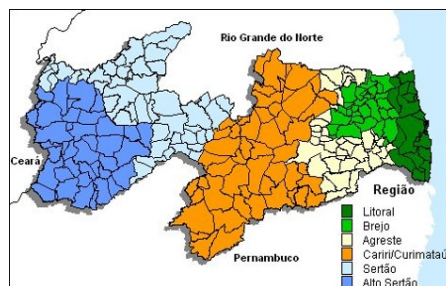 Rio Grande do Norte
Ceará
Pernambuco
Região
Litoral
Brejo
Agreste
Cariri/Curimataú
Sertão
Alto Sertão